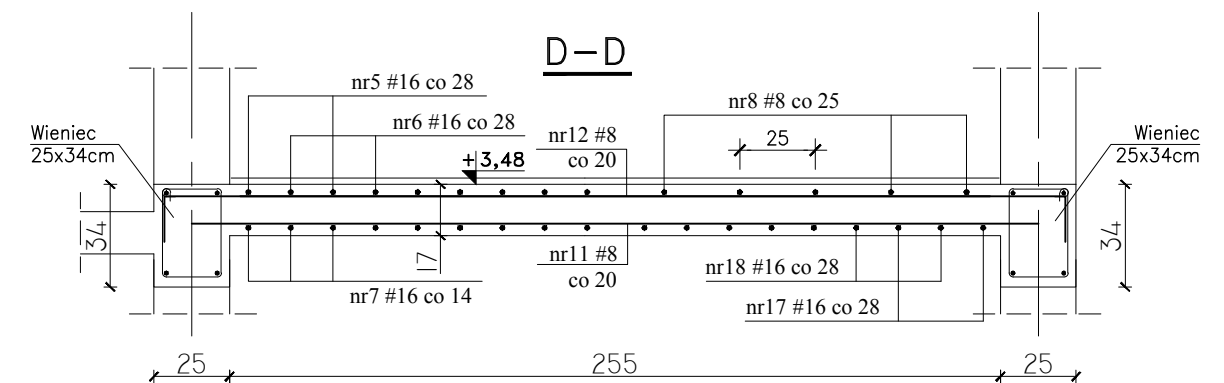 D-D
nr5 #16 co 28
nr8 #8 co 25
nr6 #16 co 28
nr12 #8
co 20
25
Wieniec
25x34cm
Wieniec
25x34cm
+3,48
34
17
34
nr11 #8
co 20
nr18 #16 co 28
nr7 #16 co 14
nr17 #16 co 28
25
255
25